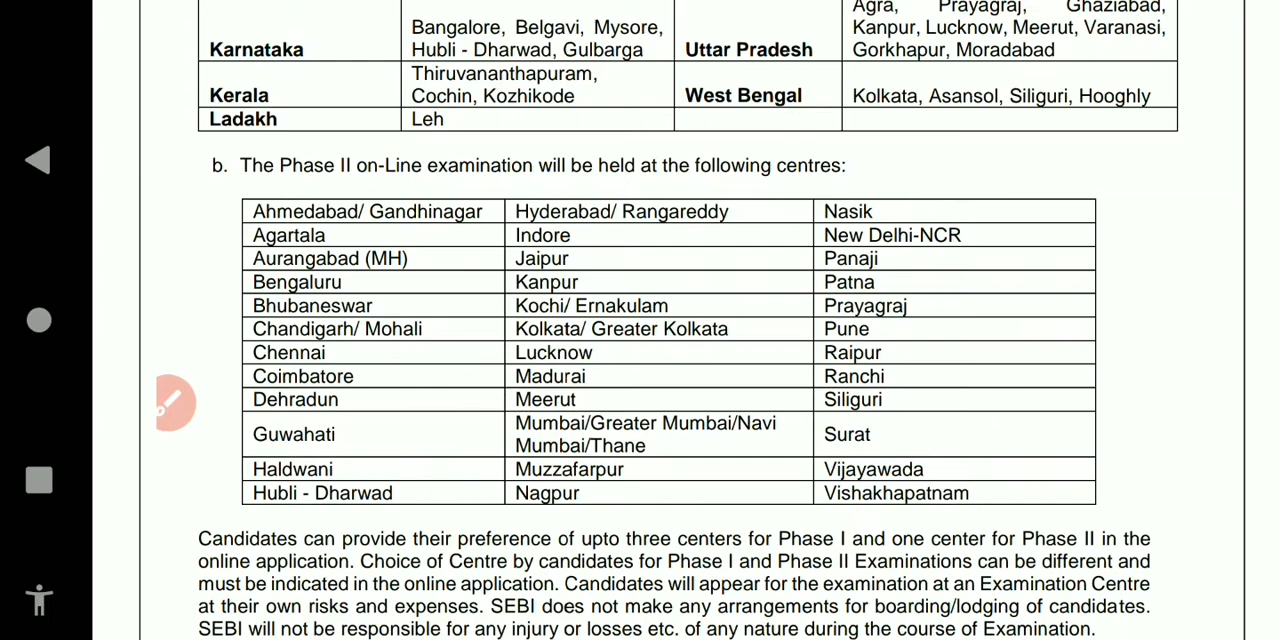 Agra, Prayagraj, Ghaziabad,
Bangalore, Belgavi, Mysore,
Kanpur, Lucknow, Meerut, Varanasi,
Karnataka Hubli - Dharwad, Gulbarga Uttar Pradesh Gorkhapur, Moradabad
Thiruvananthapuram,
Kerala Cochin, Kozhikode West Bengal Kolkata, Asansol, Siliguri, Hooghly
Ladakh Leh
b. The Phase II on-Line examination will be held at the following centres:
Ahmedabad/ Gandhinagar Hyderabad/ Rangareddy Nasik
Agartala Indore New Delhi-NCR
Aurangabad (MH) Jaipur Panaji
Bengaluru Kanpur Patna
Bhubaneswar Kochi/ Ernakulam Prayagraj
Chandigarh/ Mohali Kolkata/ Greater Kolkata Pune
Chennai Lucknow Raipur
Coimbatore Madurai Ranchi
Dehradun Meerut Siliguri
Guwahati Mumbai/Greater Mumbai/Navi Surat
Mumbai/Thane
Haldwani Muzzafarpur Vijayawada
Hubli - Dharwad Nagpur Vishakhapatnam
Candidates can provide their preference of upto three centers for Phase I and one center for Phase II in the
online application. Choice of Centre by candidates for Phase I and Phase II Examinations can be different and
must be indicated in the online application. Candidates will appear for the examination at an Examination Centre
at their own risks and expenses. SEBI does not make any arrangements for boarding/lodging of candidates.
SEBI will not be responsible for any injury or losses etc. of any nature during the course of Examination.